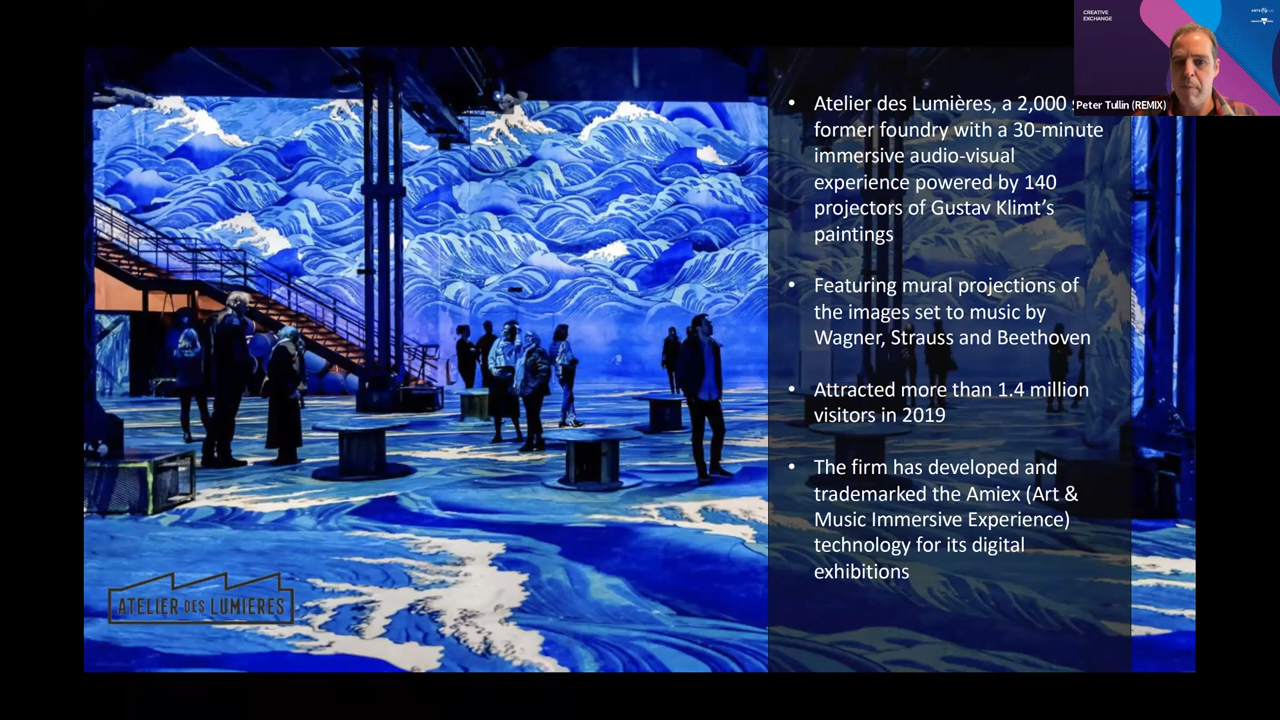 CREATIVE
EXCHANGE
Peter Tullin (REMIX)
• Atelier des Lumières, a 2,000
former foundry with a 30-minute
immersive audio-visual
experience powered by 140
projectors of Gustav Klimt’s
paintings
• Featuring mural projections of
the images set to music by
Wagner, Strauss and Beethoven
• Attracted more than 1.4 million
visitors in 2019
• The firm has developed and
trademarked the Amiex (Art &
Music Immersive Experience)
technology for its digital
exhibitions
ATELIER DES LUMIÈRES